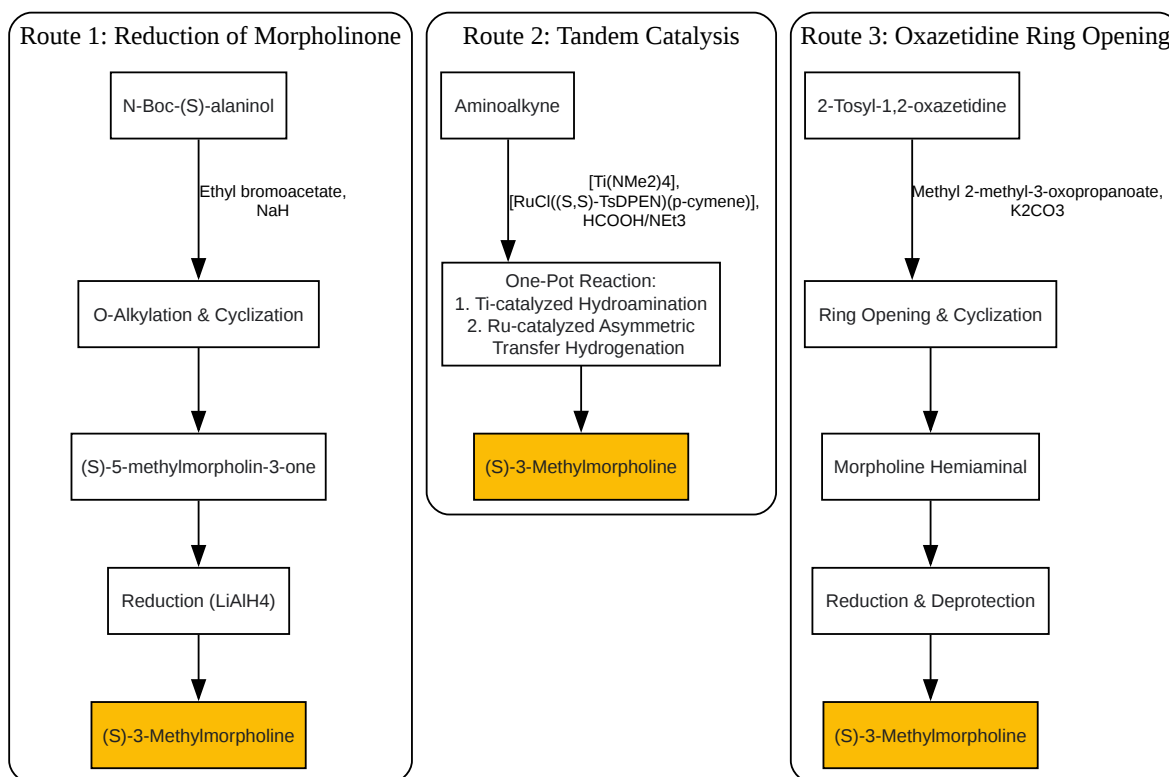 Route 1: Reduction of Morpholinone
N-Boc-(S)-alaninol
Ethyl bromoacetate,
NaH
O-Alkylation & Cyclization
(S)-5-methylmorpholin-3-one
Reduction (LiAlH4)
(S)-3-Methylmorpholine
Route 2: Tandem Catalysis
Aminoalkyne
[Ti(NMe2)4],
[RuCl((S,S)-TsDPEN)(p-cymene)],
HCOOH/NEt3
One-Pot Reaction:
1. Ti-catalyzed Hydroamination
2. Ru-catalyzed Asymmetric
Transfer Hydrogenation
(S)-3-Methylmorpholine
Route 3: Oxazetidine Ring Opening
2-Tosyl-1,2-oxazetidine
Methyl 2-methyl-3-oxopropanoate,
K2CO3
Ring Opening & Cyclization
Morpholine Hemiaminal
Reduction & Deprotection
(S)-3-Methylmorpholine